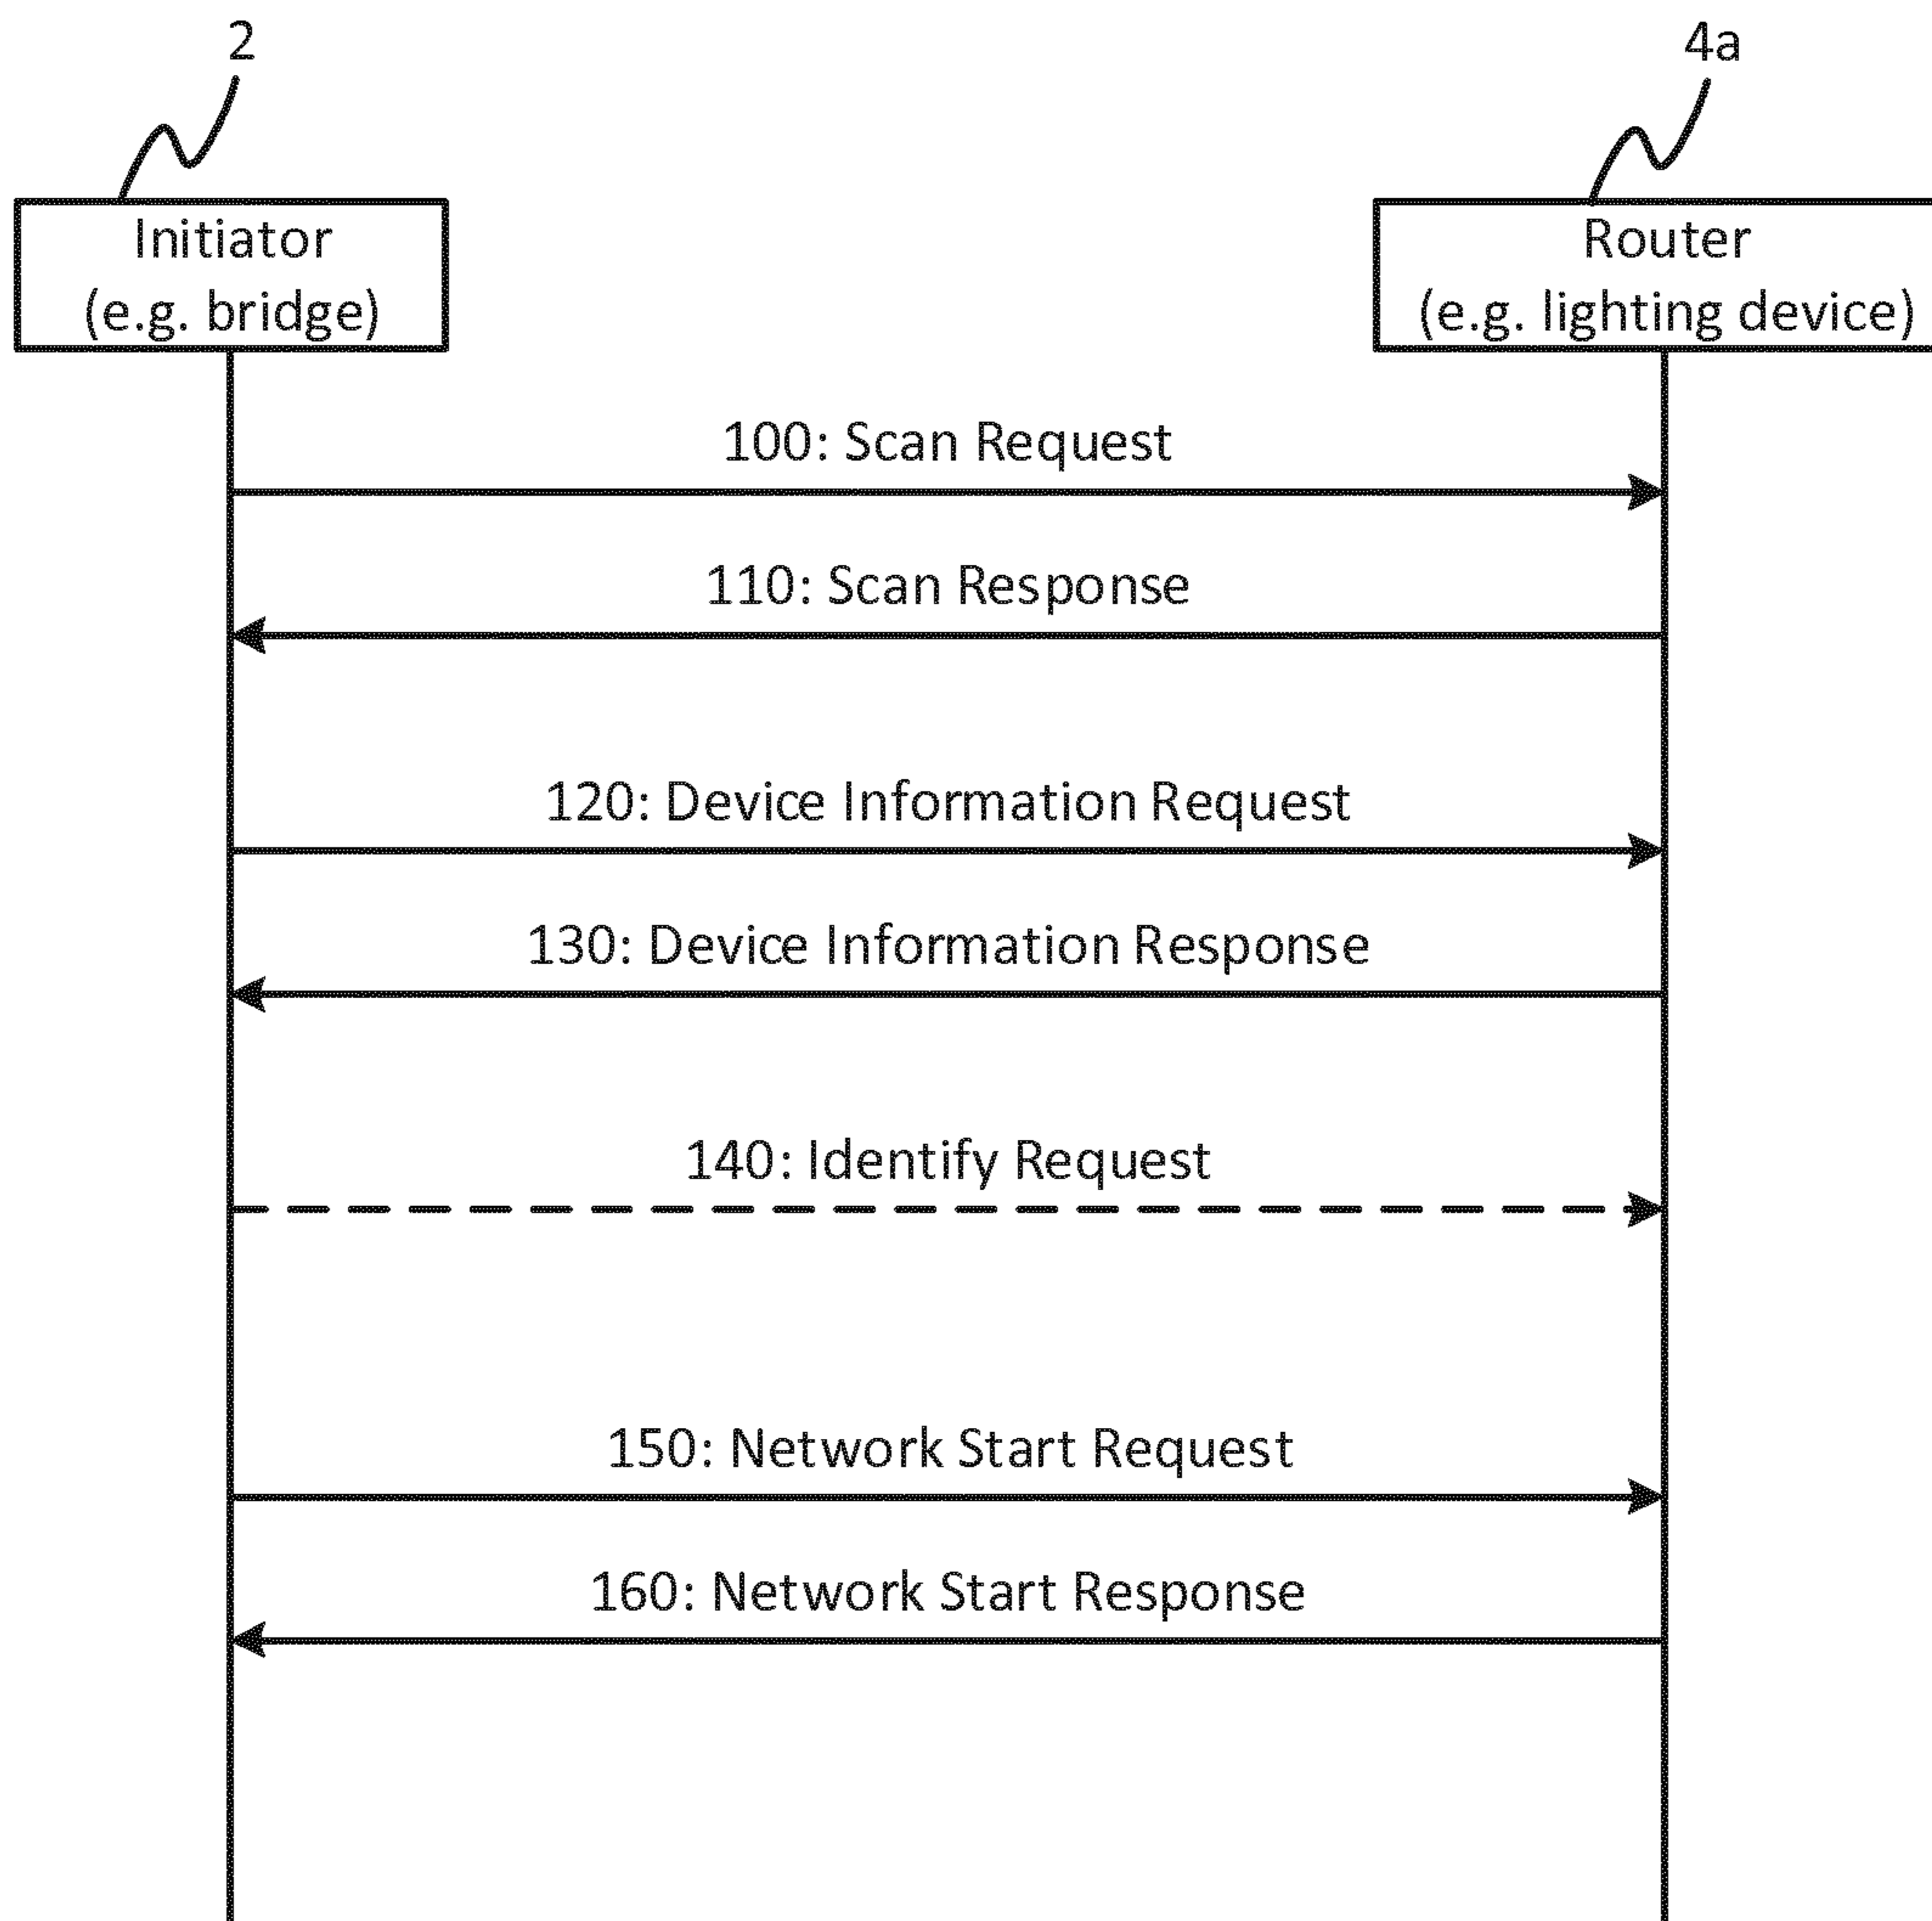 2
4a
Initiator
(e.g. bridge)
Router
(e.g. lighting device)
100: Scan Request
110: Scan Response
120: Device Information Request
130: Device Information Response
140: Identify Request
150: Network Start Request
160: Network Start Response